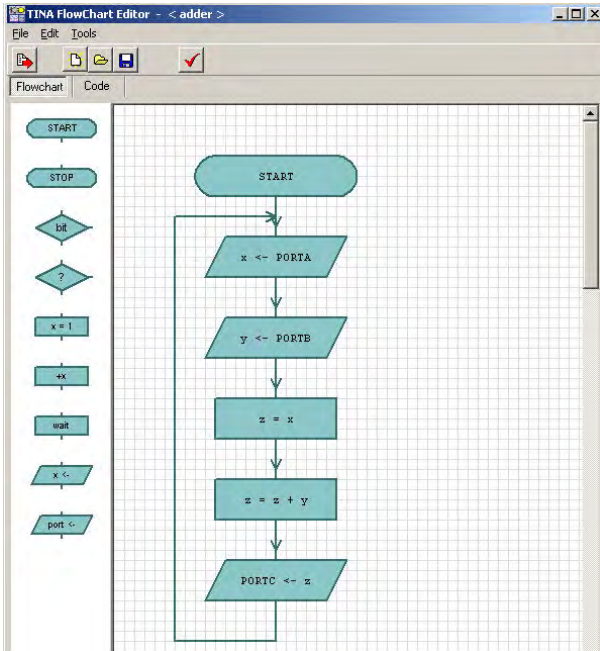 TINA FlowChart Editor - < adder >
File Edit Tools
Flowchart Code
START
STOP
bit
?
x = 1
+x
wait
x <-
port <-
START
x <- PORTA
y <- PORTB
z = x
z = z + y
PORTC <- z